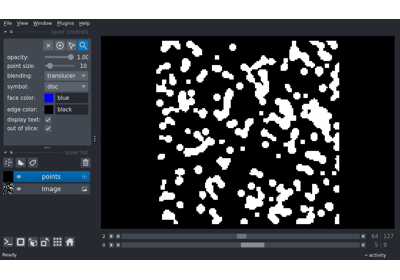 File View Window Plugins Help
layer controls
opacity: 1.00
point size: 10
blending: translucen
symbol: disc
face color: blue
edge color: black
display text:
out of slice:
layer list
points
Image
2 64 127
0 5 9
Ready activity